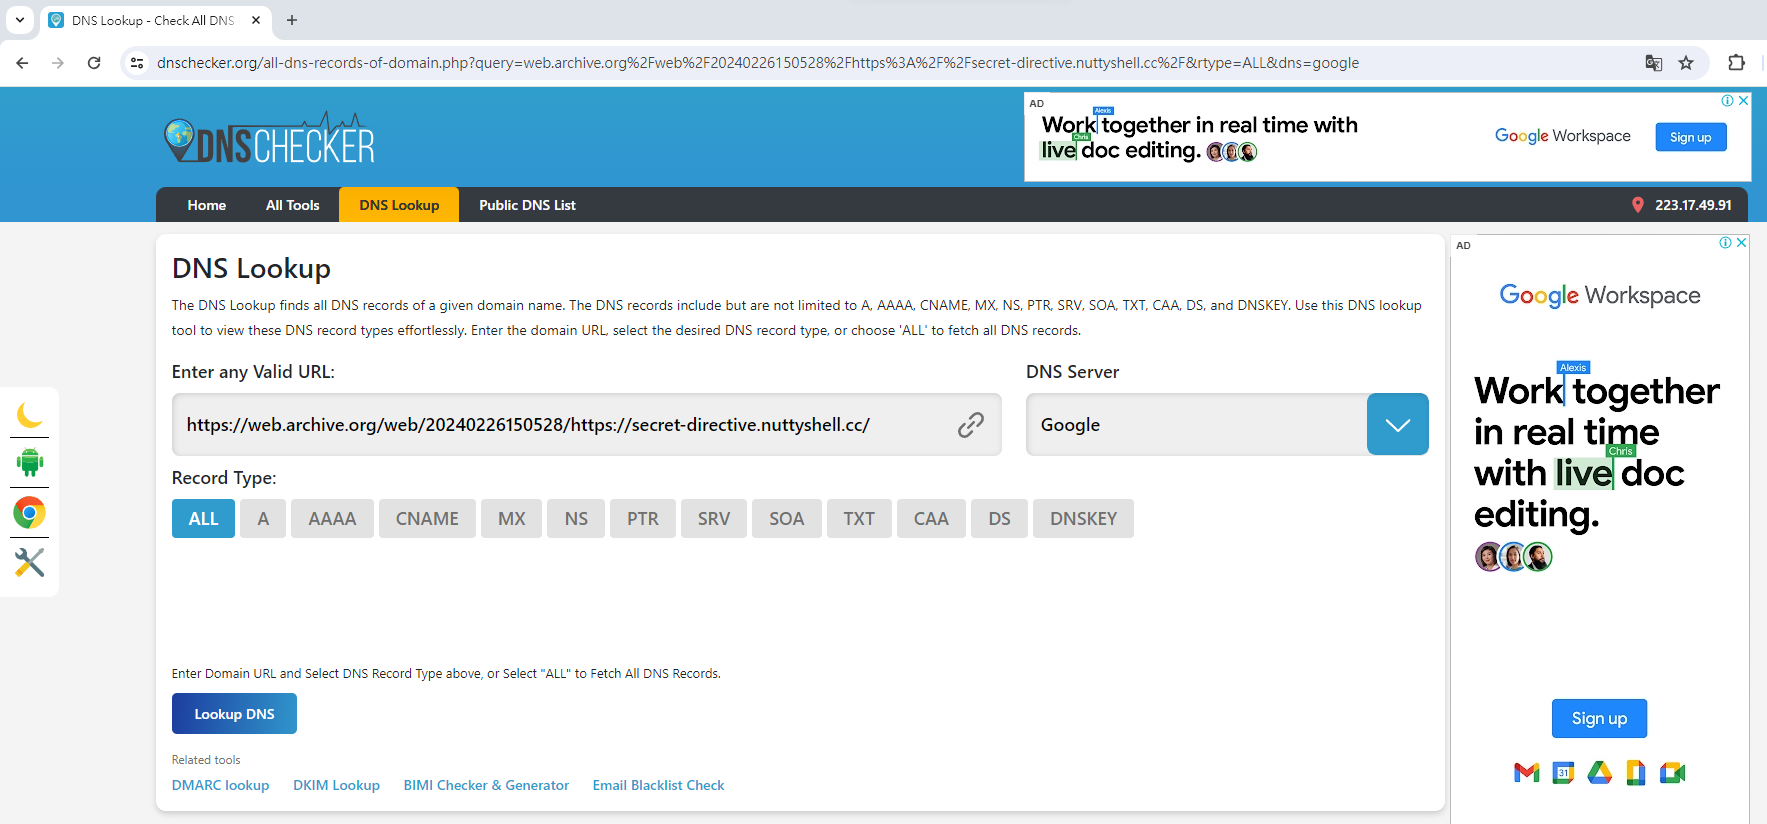 DNS Lookup - Check All DNS
dnschecker.org/all-dns-records-of-domain.php?query=web.archive.org%2Fweb%2F20240226150528%2Fhttps%3A%2F%2Fsecret-directive.nuttyshell.cc%2F&rtype=ALL&dns=google
DNSCHECKER
AD
Alexis
Work together in real time with
Chris
live doc editing.
Google Workspace
Sign up
Home All Tools DNS Lookup Public DNS List 223.17.49.91
DNS Lookup
The DNS Lookup finds all DNS records of a given domain name. The DNS records include but are not limited to A, AAAA, CNAME, MX, NS, PTR, SRV, SOA, TXT, CAA, DS, and DNSKEY. Use this DNS lookup
tool to view these DNS record types effortlessly. Enter the domain URL, select the desired DNS record type, or choose 'ALL' to fetch all DNS records.
Enter any Valid URL: DNS Server
https://web.archive.org/web/20240226150528/https://secret-directive.nuttyshell.cc/ Google
Record Type:
ALL A AAAA CNAME MX NS PTR SRV SOA TXT CAA DS DNSKEY
Enter Domain URL and Select DNS Record Type above, or Select "ALL" to Fetch All DNS Records.
Lookup DNS
Related tools
DMARC lookup DKIM Lookup BIMI Checker & Generator Email Blacklist Check
AD
Google Workspace
Alexis
Work together
in real time
Chris
with live doc
editing.
Sign up
31